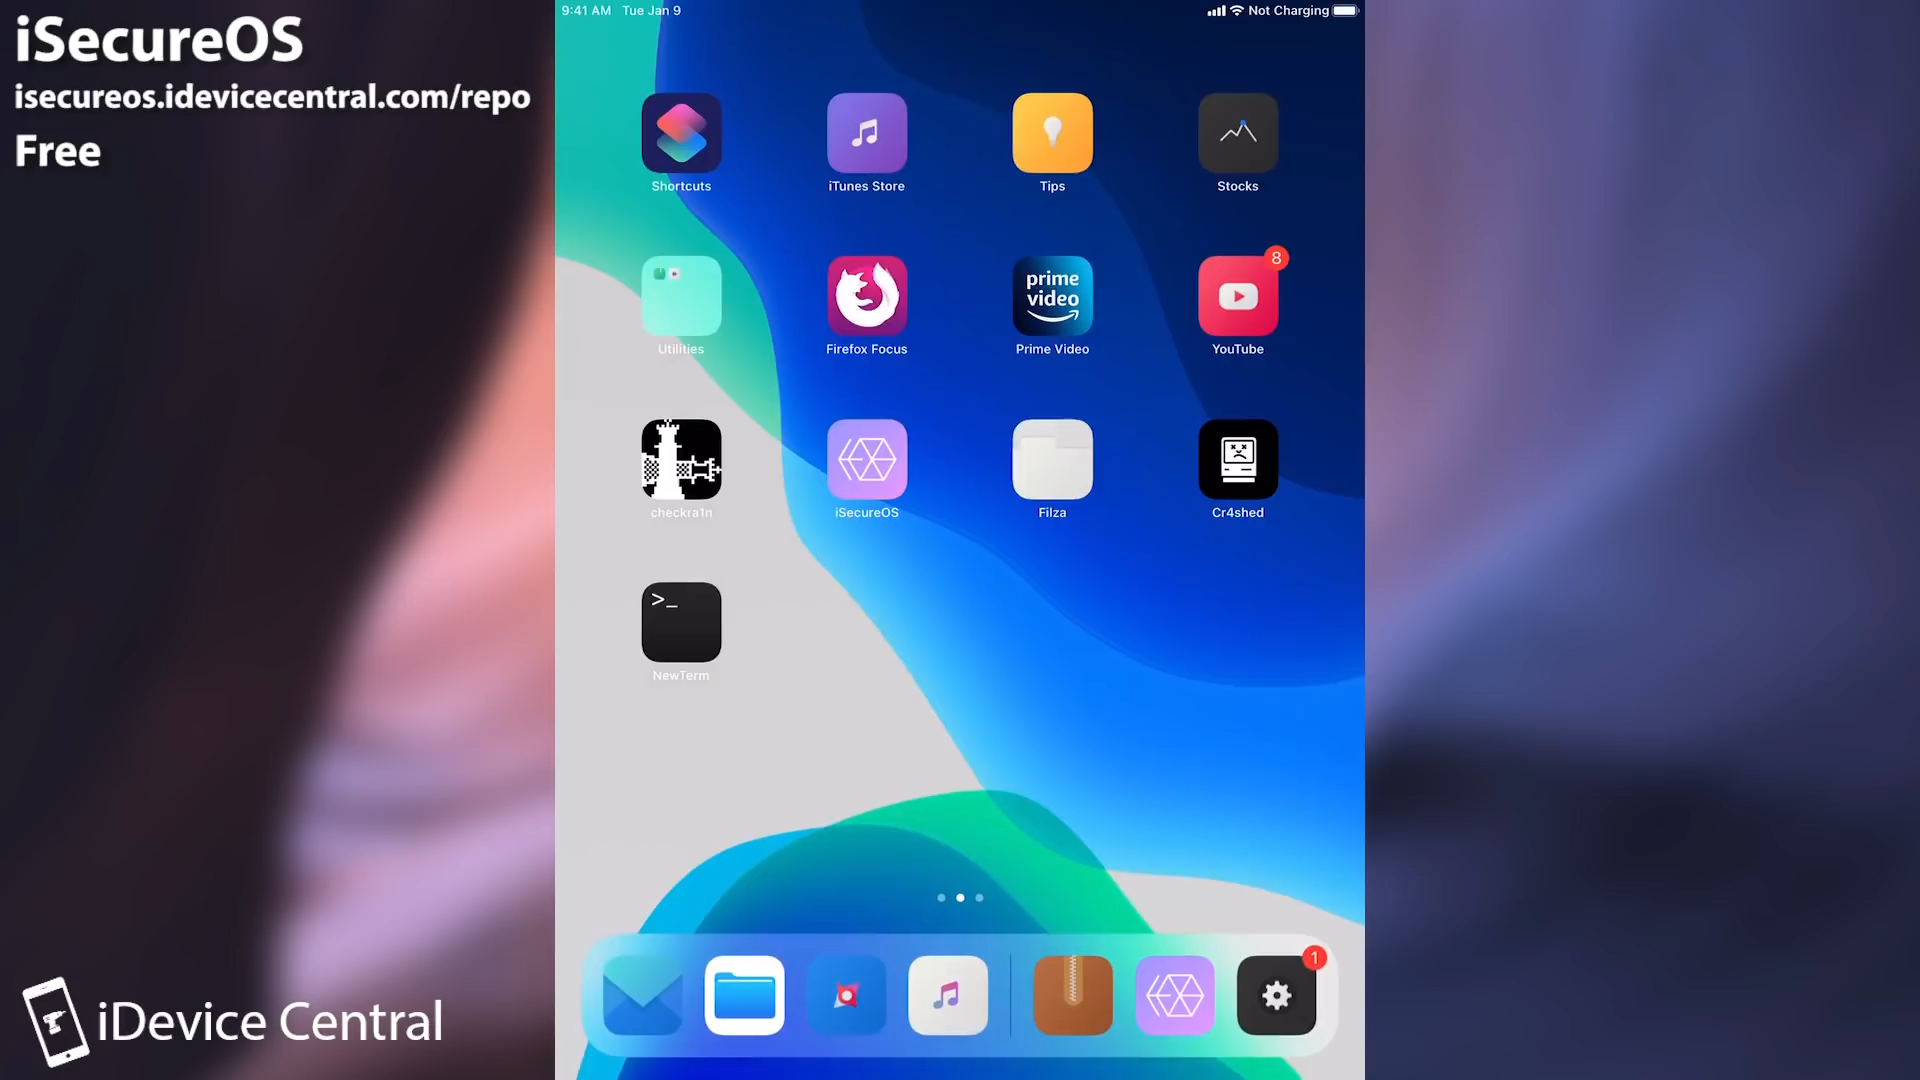 iSecureOS
isecureos.idevicecentral.com/repo
Free
9:41 AM Tue Jan 9
Not Charging
Shortcuts
iTunes Store
Tips
Stocks
Utilities
Firefox Focus
prime
video
Prime Video
8
YouTube
checkra1n
iSecureOS
Filza
Cr4shed
>_
NewTerm
1
iDevice Central